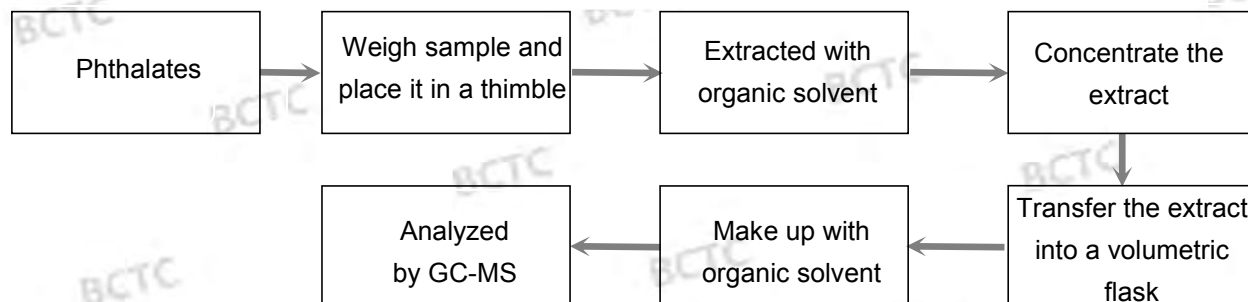 Phthalates
Weigh sample and
place it in a thimble
Extracted with
organic solvent
Concentrate the
extract
Transfer the extract
into a volumetric
flask
Make up with
organic solvent
Analyzed
by GC-MS
BCTC
BCTC
BCTC
BCTC
BCTC
BCTC
BCTC